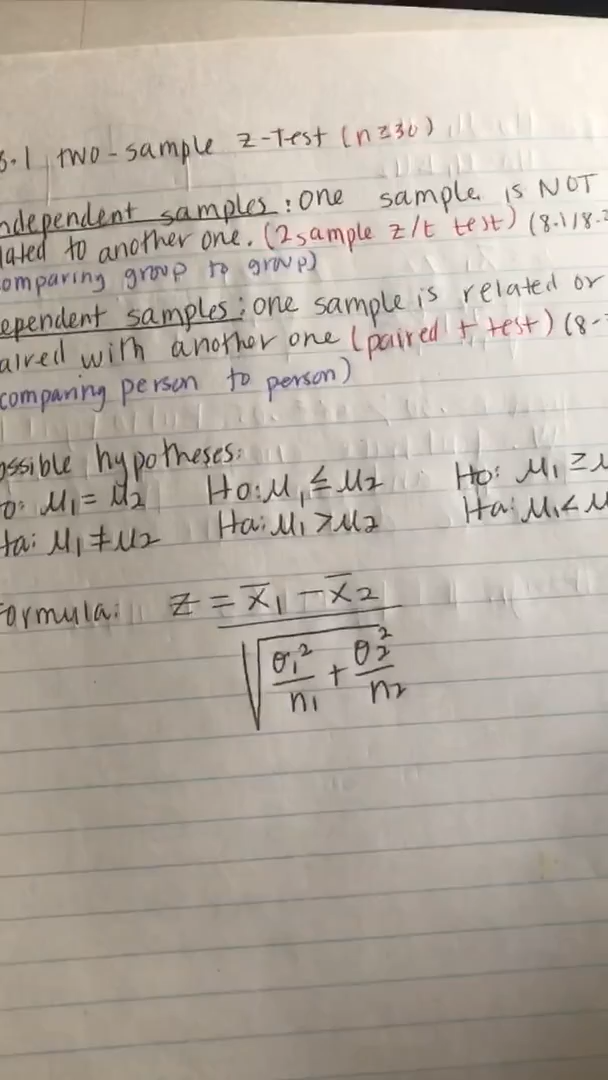 8.1 two-sample z-Test (n≥30)
ndependent samples: one sample is NOT
lated to another one. (2 sample z/t test) (8.1/8.2
omparing group to group)
ependent samples: one sample is related or
aired with another one (paired t test) (8-
comparing person to person)
ossible hypotheses:
o: μ1 = μ2 Ho: μ1 ≤ μ2 Ho: μ1 ≥ μ
Ha: μ1 ≠ μ2 Ha: μ1 > μ2 Ha: μ1 < μ
Formula: z = x̄1 - x̄2
√ σ1² + σ2²
n1 n2